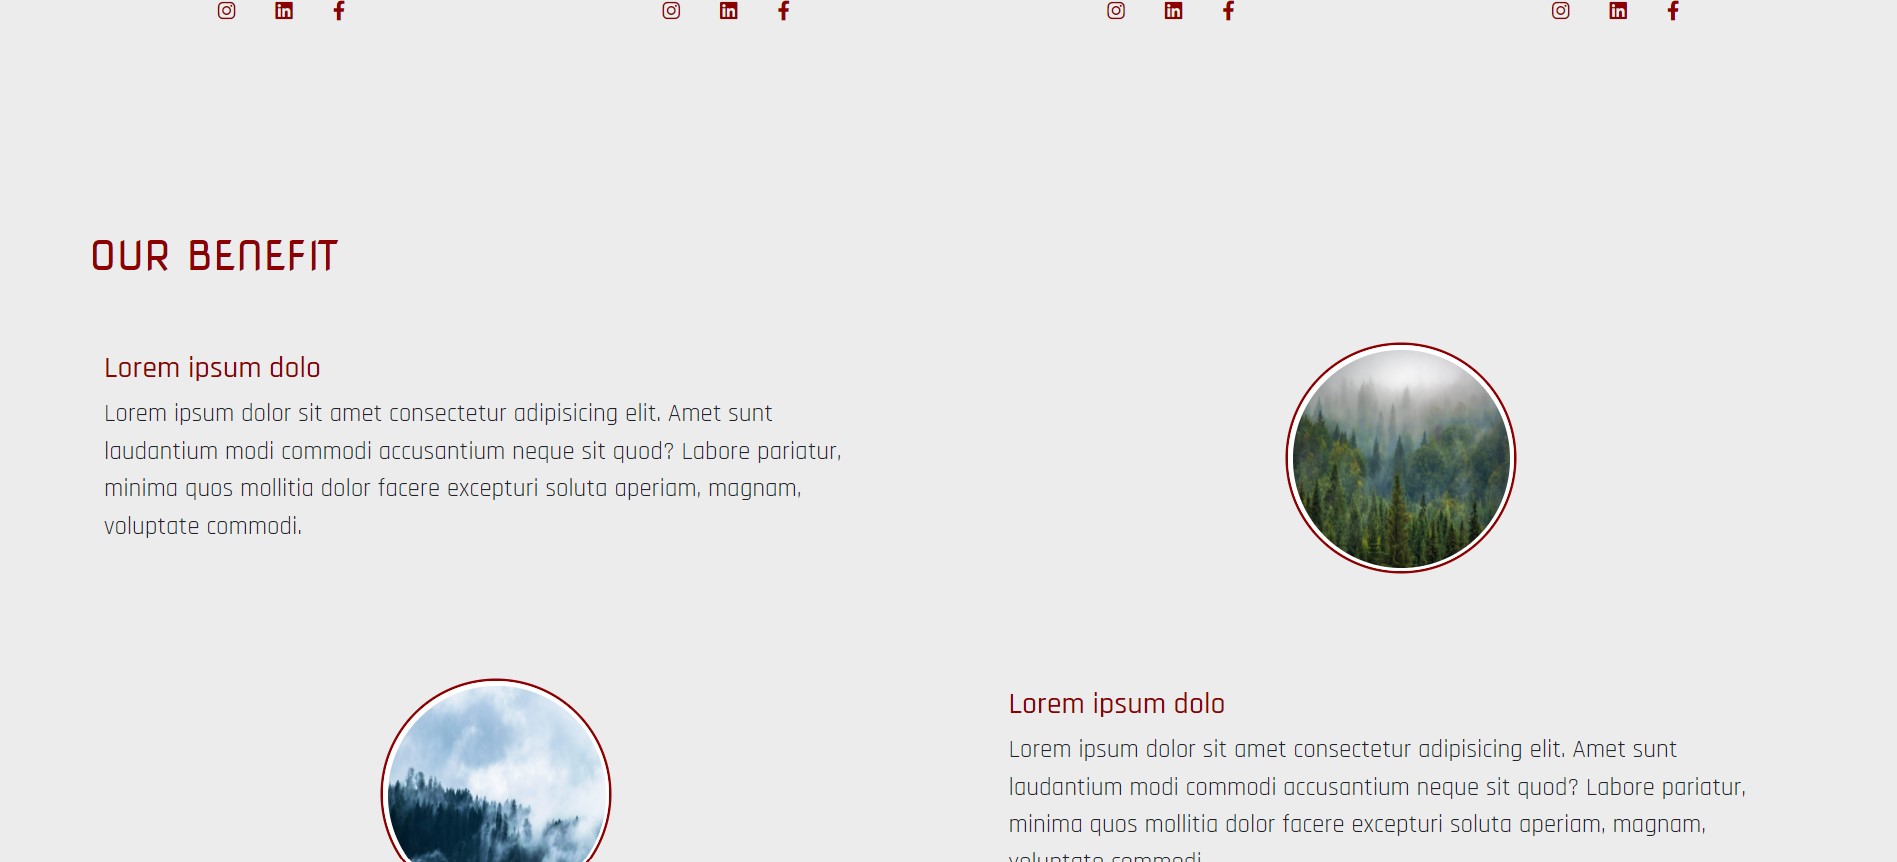 OUR BENEFIT
Lorem ipsum dolo
Lorem ipsum dolor sit amet consectetur adipisicing elit. Amet sunt
laudantium modi commodi accusantium neque sit quod? Labore pariatur,
minima quos mollitia dolor facere excepturi soluta aperiam, magnam,
voluptate commodi.
Lorem ipsum dolo
Lorem ipsum dolor sit amet consectetur adipisicing elit. Amet sunt
laudantium modi commodi accusantium neque sit quod? Labore pariatur,
minima quos mollitia dolor facere excepturi soluta aperiam, magnam,
voluptate commodi.